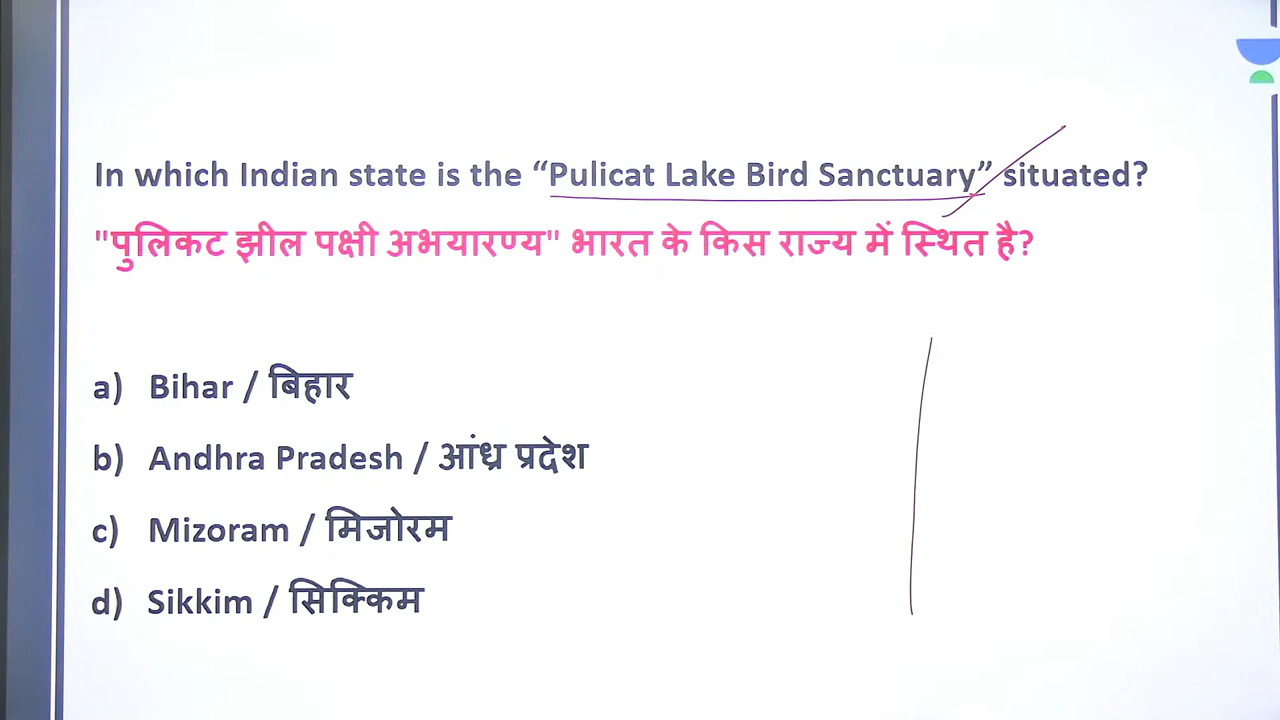 In which Indian state is the “Pulicat Lake Bird Sanctuary” situated?
"पुलिकट झील पक्षी अभयारण्य" भारत के किस राज्य में स्थित है?
a) Bihar / बिहार
b) Andhra Pradesh / आंध्र प्रदेश
c) Mizoram / मिजोरम
d) Sikkim / सिक्किम